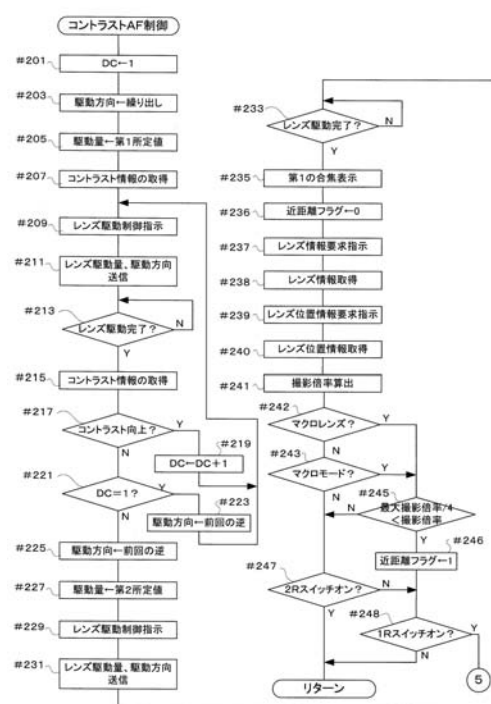 コントラストAF制御
#201
DC←1
#203
駆動方向←繰り出し
#205
駆動量←第1所定値
#207
コントラスト情報の取得
#209
レンズ駆動制御指示
#211
レンズ駆動量、駆動方向
送信
#213
レンズ駆動完了？
N
Y
#215
コントラスト情報の取得
#217
コントラスト向上？
Y
N
#219
DC←DC+1
#221
DC=1？
Y
N
#223
駆動方向←前回の逆
#225
駆動方向←前回の逆
#227
駆動量←第2所定値
#229
レンズ駆動制御指示
#231
レンズ駆動量、駆動方向
送信
#233
レンズ駆動完了？
N
Y
#235
第1の合焦表示
#236
近距離フラグ←0
#237
レンズ情報要求指示
#238
レンズ情報取得
#239
レンズ位置情報要求指示
#240
レンズ位置情報取得
#241
撮影倍率算出
#242
マクロレンズ？
Y
N
#243
マクロモード？
Y
N
#245
最大撮影倍率/4
＜撮影倍率
N
Y
#246
近距離フラグ←1
#247
2Rスイッチオン？
N
Y
#248
1Rスイッチオン？
Y
N
リターン
5